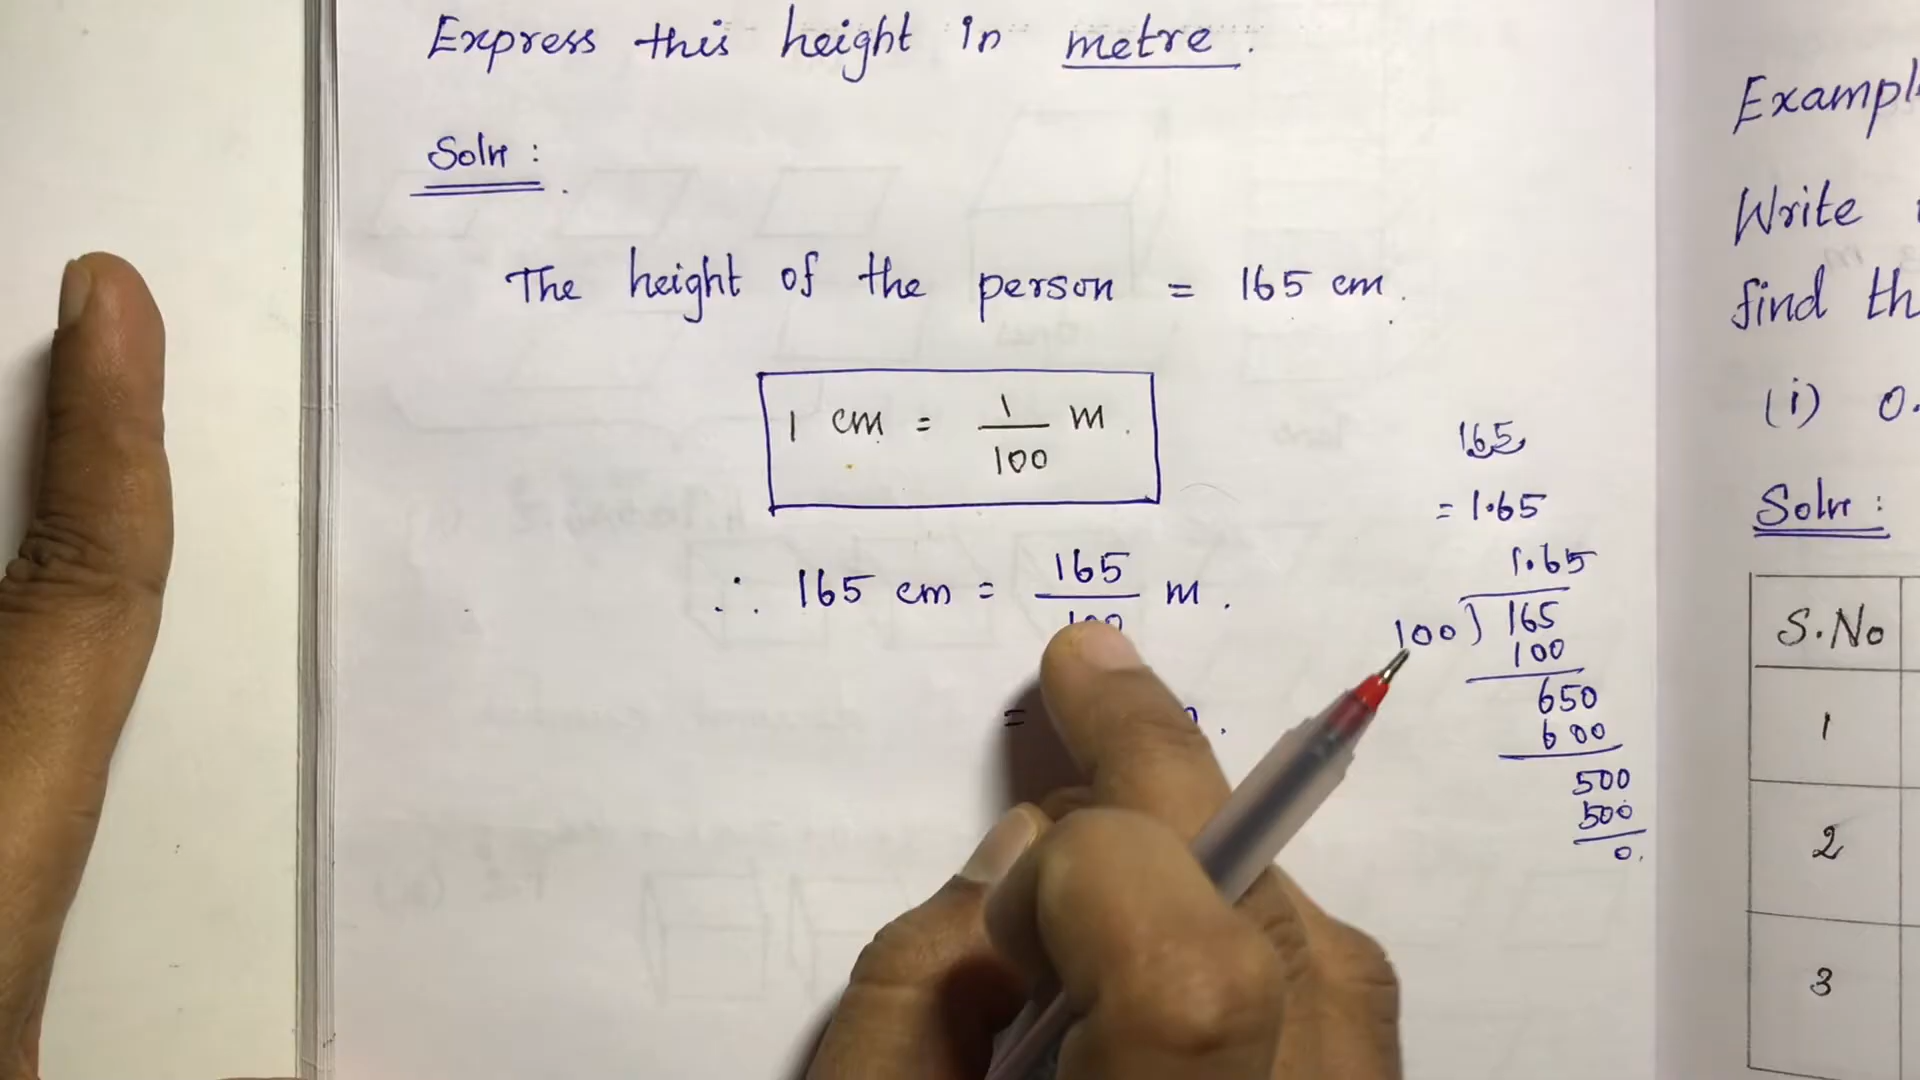 Express this height in metre.
Soln :
The height of the person = 165 cm.
1 cm = 1/100 m.
∴ 165 cm = 165/100 m.
=
165
= 1.65
1.65
100 ) 165
100
650
600
500
500
0.
Write
find
(i) 0.
Soln :
S.No
1
2
3